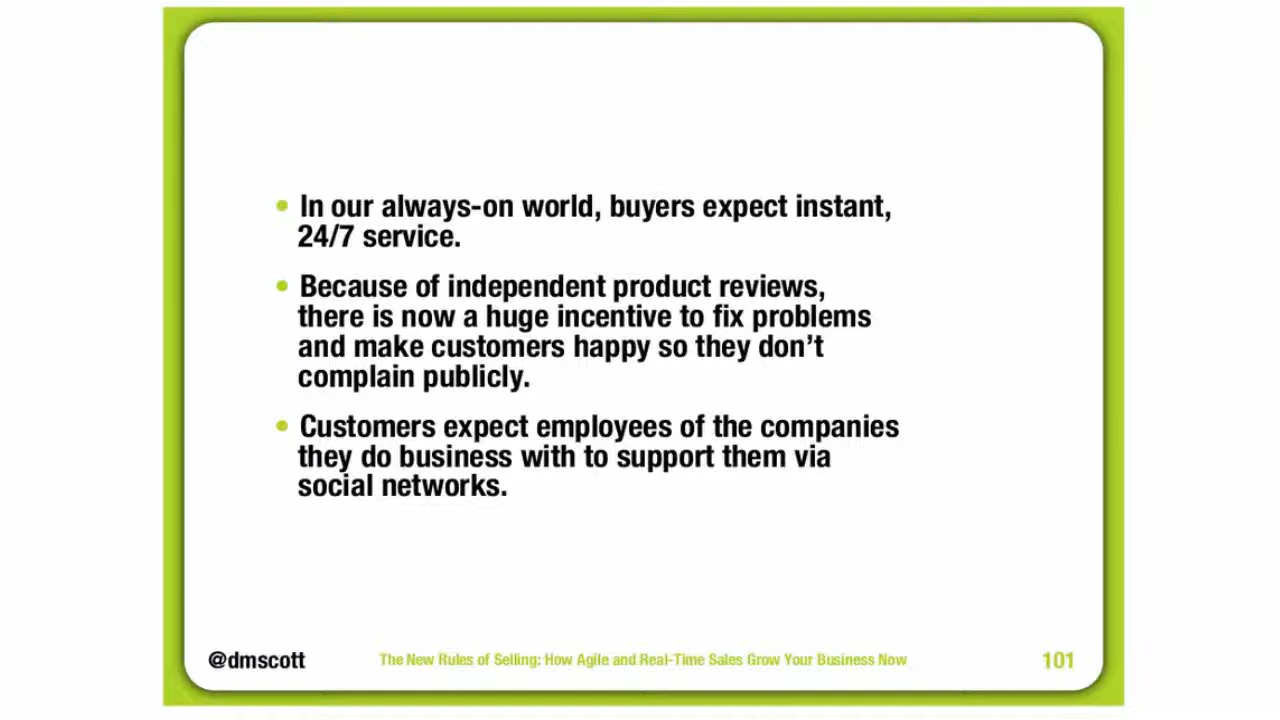 • In our always-on world, buyers expect instant,
24/7 service.
• Because of independent product reviews,
there is now a huge incentive to fix problems
and make customers happy so they don’t
complain publicly.
• Customers expect employees of the companies
they do business with to support them via
social networks.
@dmscott The New Rules of Selling: How Agile and Real-Time Sales Grow Your Business Now 101